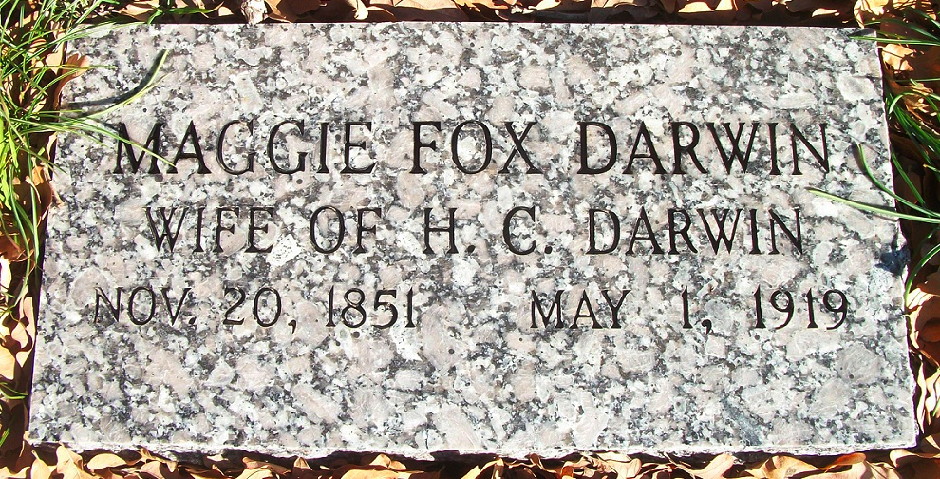 MAGGIE FOX DARWIN
WIFE OF H. C. DARWIN
NOV. 20, 1851 MAY 1, 1919